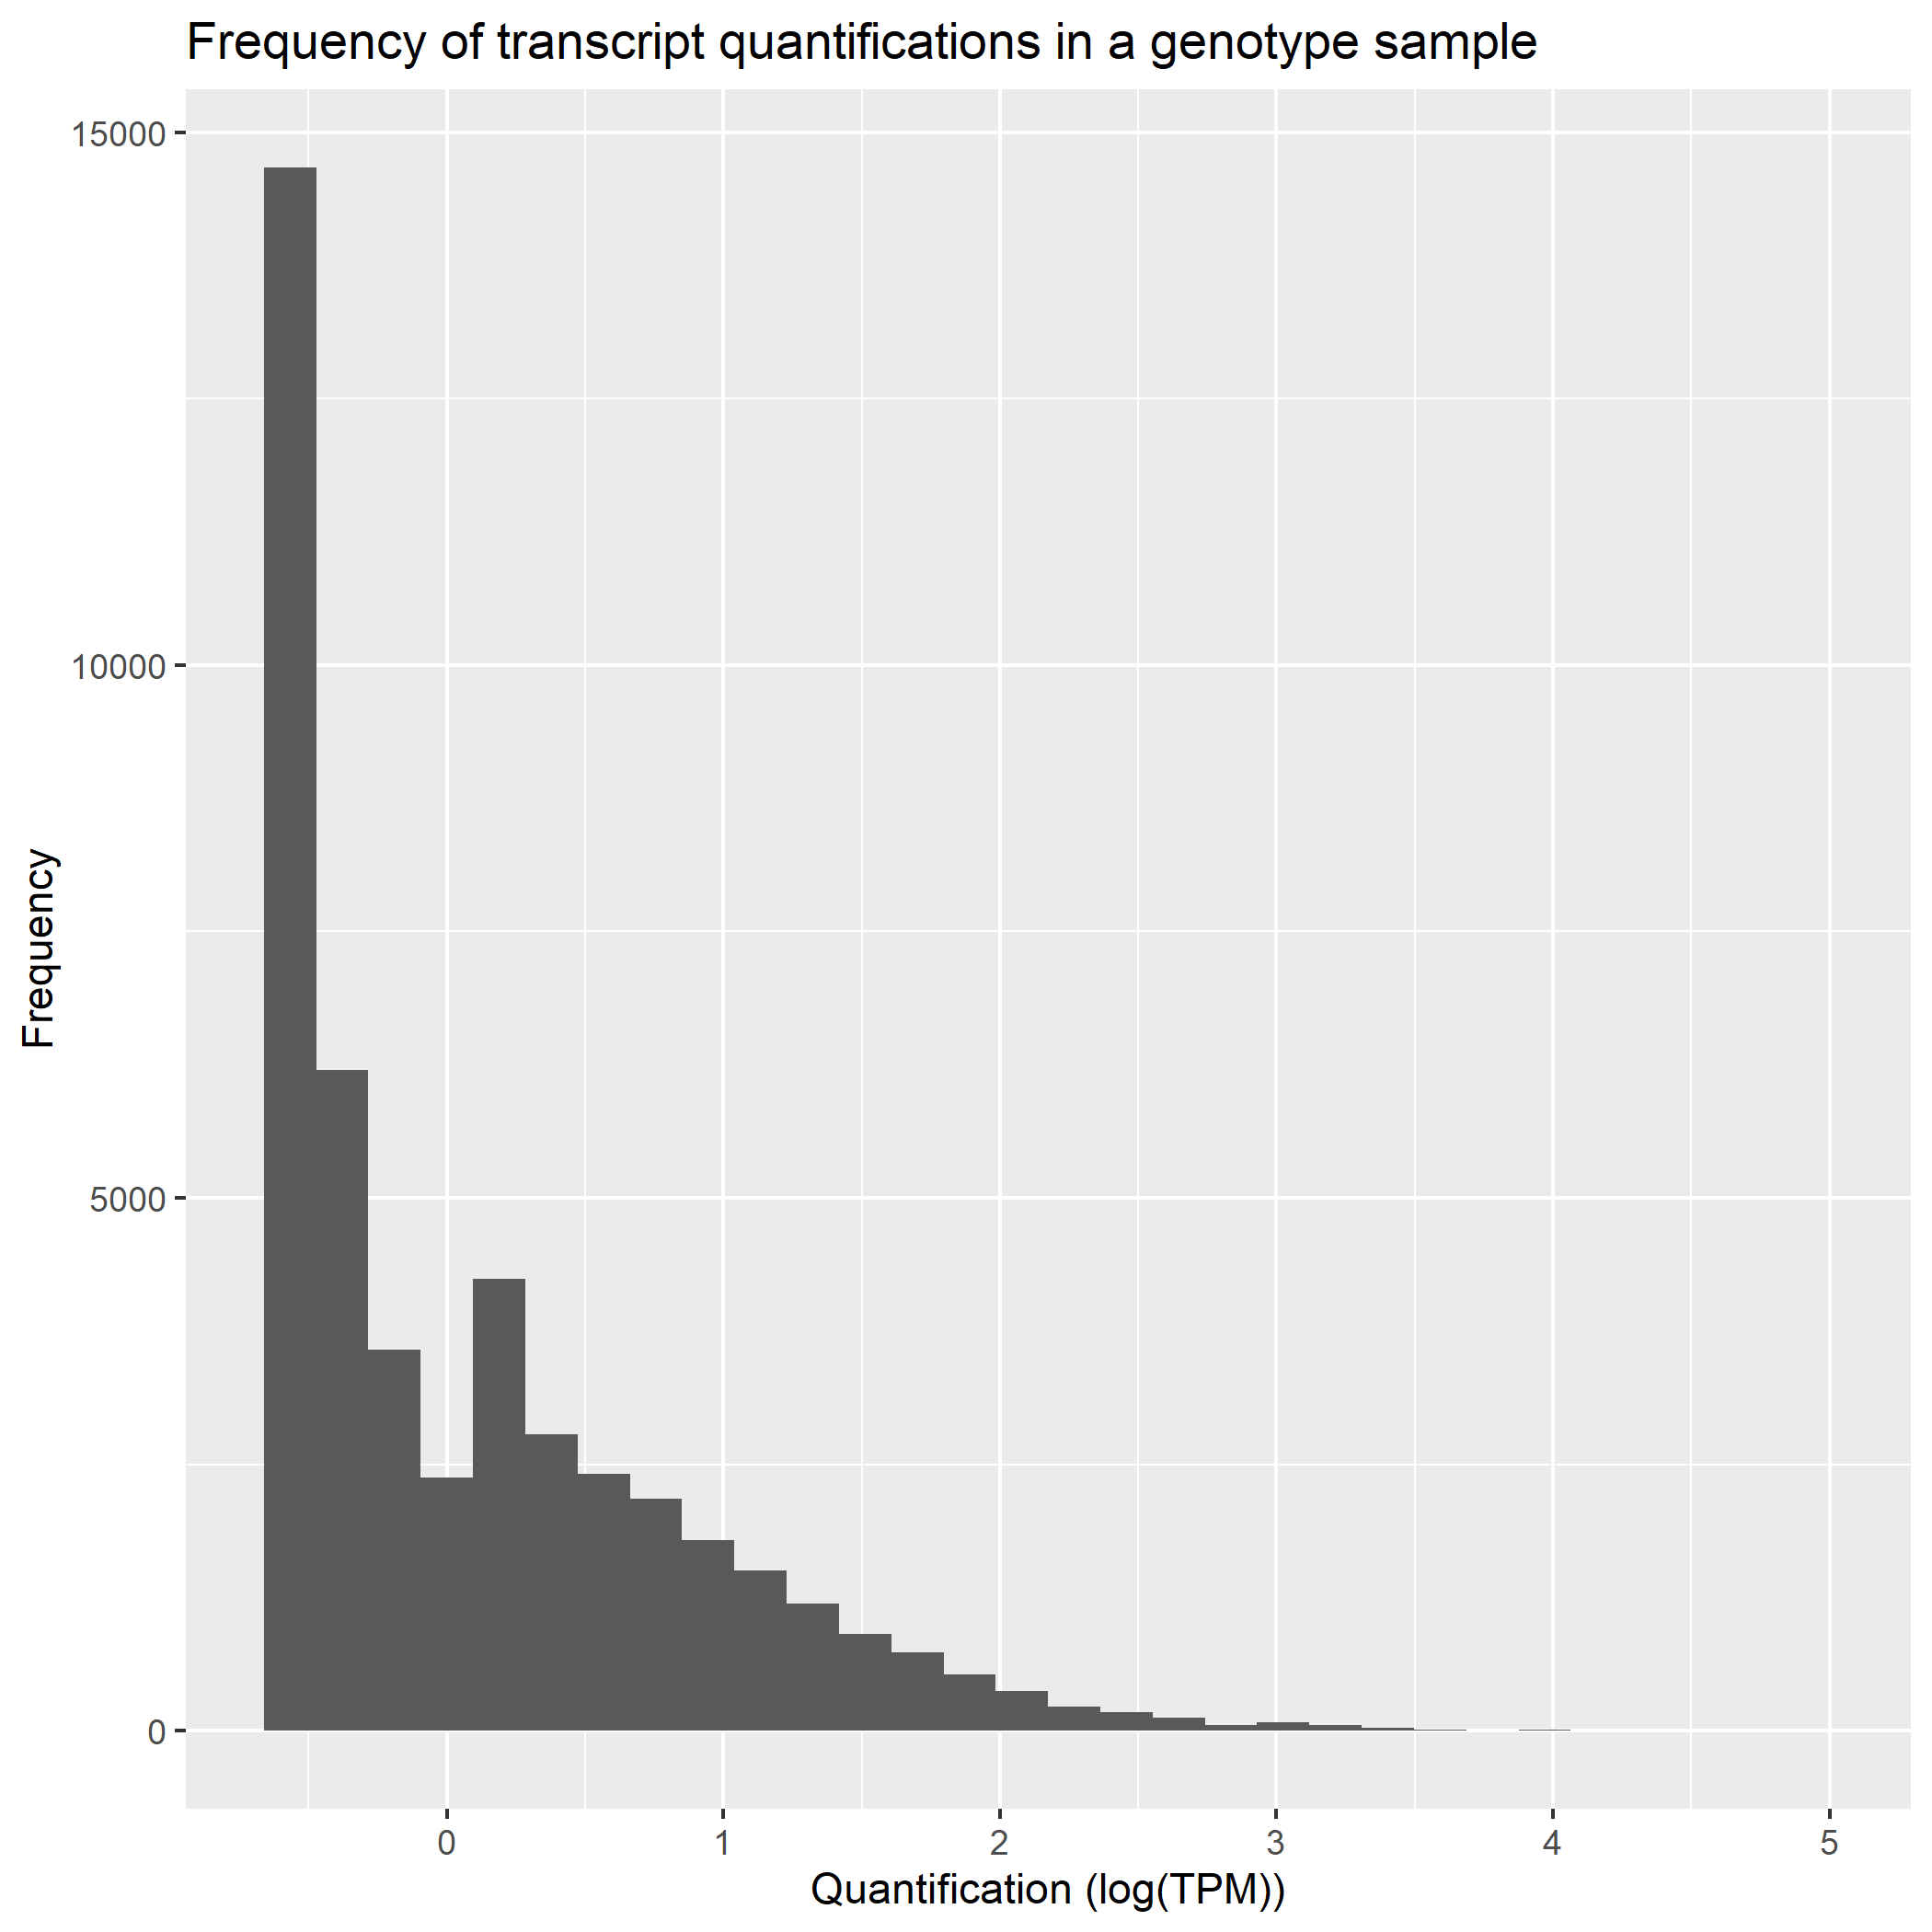 Frequency of transcript quantifications in a genotype sample
15000
10000
5000
0
Frequency
0 1 2 3 4 5
Quantification (log(TPM))